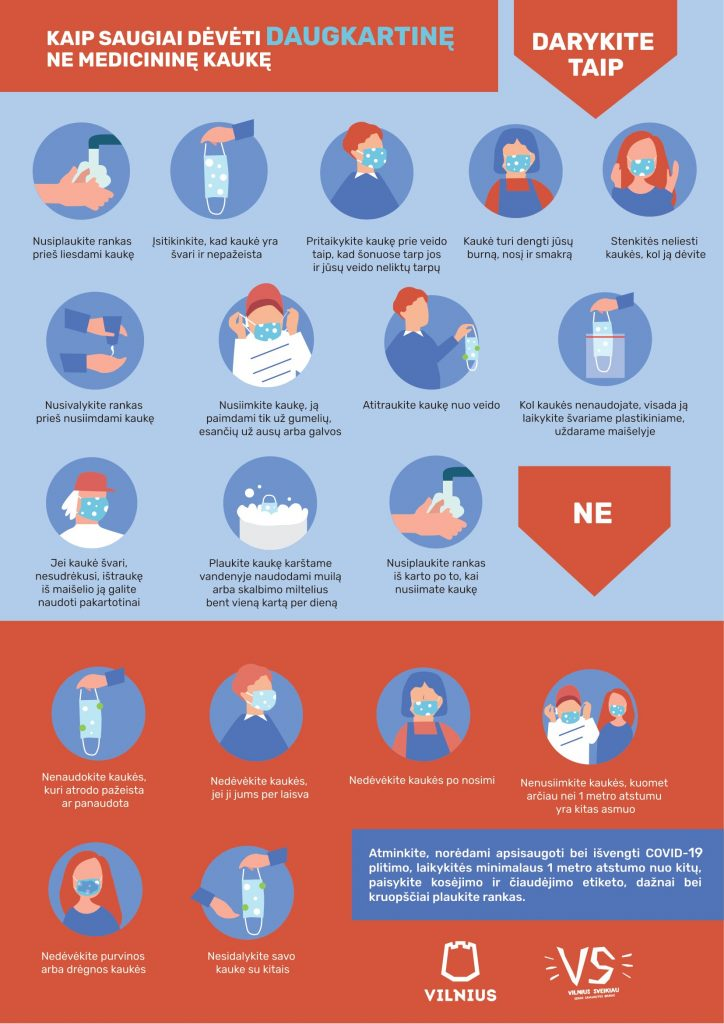 KAIP SAUGIAI DĖVĖTI DAUGKARTINĘ
NE MEDICININĘ KAUKĘ
DARYKITE
TAIP
Nusiplaukite rankas
prieš liesdami kaukę
Įsitikinkite, kad kaukė yra
švari ir nepažeista
Pritaikykite kaukę prie veido
taip, kad šonuose tarp jos
ir jūsų veido neliktų tarpų
Kaukė turi dengti jūsų
burną, nosį ir smakrą
Stenkitės neliesti
kaukės, kol ją dėvite
Nusivalykite rankas
prieš nusiimdami kaukę
Nusiimkite kaukę, ją
paimdami tik už gumelių,
esančių už ausų arba galvos
Atitraukite kaukę nuo veido
Kol kaukės nenaudojate, visada ją
laikykite švariame plastikiniame,
uždarame maišelyje
Jei kaukė švari,
nesudrėkusi, ištraukę
iš maišelio ją galite
naudoti pakartotinai
Plaukite kaukę karštame
vandenyje naudodami muilą
arba skalbimo miltelius
bent vieną kartą per dieną
Nusiplaukite rankas
iš karto po to, kai
nusiimate kaukę
NE
Nenaudokite kaukės,
kuri atrodo pažeista
ar panaudota
Nedėvėkite kaukės,
jei ji jums per laisva
Nedėvėkite kaukės po nosimi
Nenusiimkite kaukės, kuomet
arčiau nei 1 metro atstumu
yra kitas asmuo
Nedėvėkite purvinos
arba drėgnos kaukės
Nesidalykite savo
kauke su kitais
Atminkite, norėdami apsisaugoti bei išvengti COVID-19
plitimo, laikykitės minimalaus 1 metro atstumo nuo kitų,
paisykite kosėjimo ir čiaudėjimo etiketo, dažnai bei
kruopščiai plaukite rankas.
VILNIUS
VS
VILNIUS SVEIKIAU